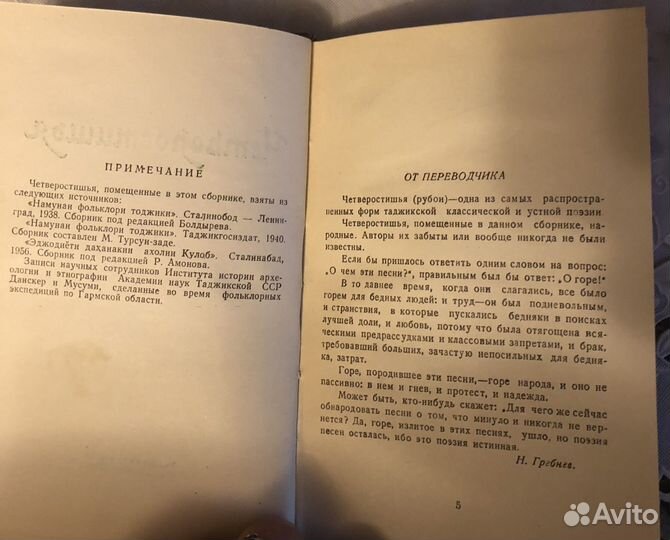 ПРИМЕЧАНИЕ
Четверостишья, помещенные в этом сборнике, взяты из
следующих источников:
«Намунаи фольклори тоджики». Сталинобод — Ленин-
град, 1938. Сборник под редакцией Болдырева.
«Намунаи фольклори тоджики». Таджикгосиздат, 1940.
Сборник составлен М. Турсун-заде.
«Эджодиёти даханакии ахолии Кулоб». Сталинабад,
1956. Сборник под редакцией Р. Амонова.
Записи научных сотрудников Института истории архе-
ологии и этнографии Академии наук Таджикской ССР
Данскер и Мусуми, сделанные во время фольклорных
экспедиций по Гармской области.
ОТ ПЕРЕВОДЧИКА
Четверостишья (рубои)—одна из самых распростра-
ненных форм таджикской классической и устной поэзии.
Четверостишья, помещенные в данном сборнике, на-
родные. Авторы их забыты или вообще никогда не были
известны.
Если бы пришлось ответить одним словом на вопрос:
„О чем эти песни?", правильным был бы ответ: „О горе!"
В то давнее время, когда они слагались, все было
горем для бедных людей: и труд—он был подневольным,
и странствия, в которые пускались бедняки в поисках
лучшей доли, и любовь, потому что была отягощена вся-
ческими предрассудками и классовыми запретами, и брак,
требовавший больших, зачастую непосильных для бедня-
ка, затрат.
Горе, породившее эти песни,—горе народа, и оно не
пассивно: в нем и гнев, и протест, и надежда.
Может быть, кто-нибудь скажет: „Для чего же сейчас
обнародовать песни о том, что минуло и никогда не вер-
нется? Да, горе, излитое в этих песнях, ушло, но поэзия
песен осталась, ибо это поэзия истинная.
Н. Гребнев.
5
Avito